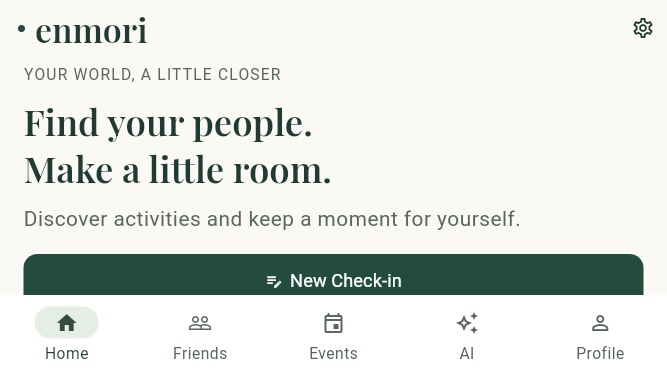 enmori
YOUR WORLD, A LITTLE CLOSER
Find your people.
Make a little room.
Discover activities and keep a moment for yourself.
New Check-in
Home
Friends
Events
AI
Profile